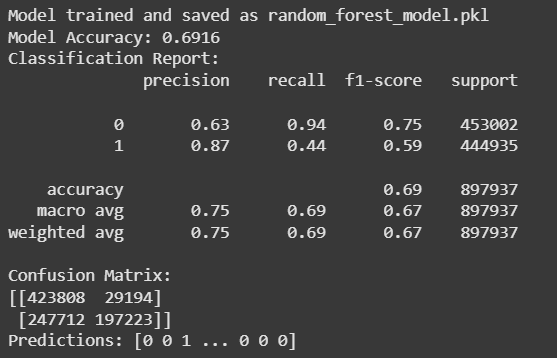 Model trained and saved as random_forest_model.pkl
Model Accuracy: 0.6916
Classification Report:
precision recall f1-score support
0 0.63 0.94 0.75 453002
1 0.87 0.44 0.59 444935
accuracy 0.69 897937
macro avg 0.75 0.69 0.67 897937
weighted avg 0.75 0.69 0.67 897937
Confusion Matrix:
[[423808 29194]
[247712 197223]]
Predictions: [0 0 1 ... 0 0 0]